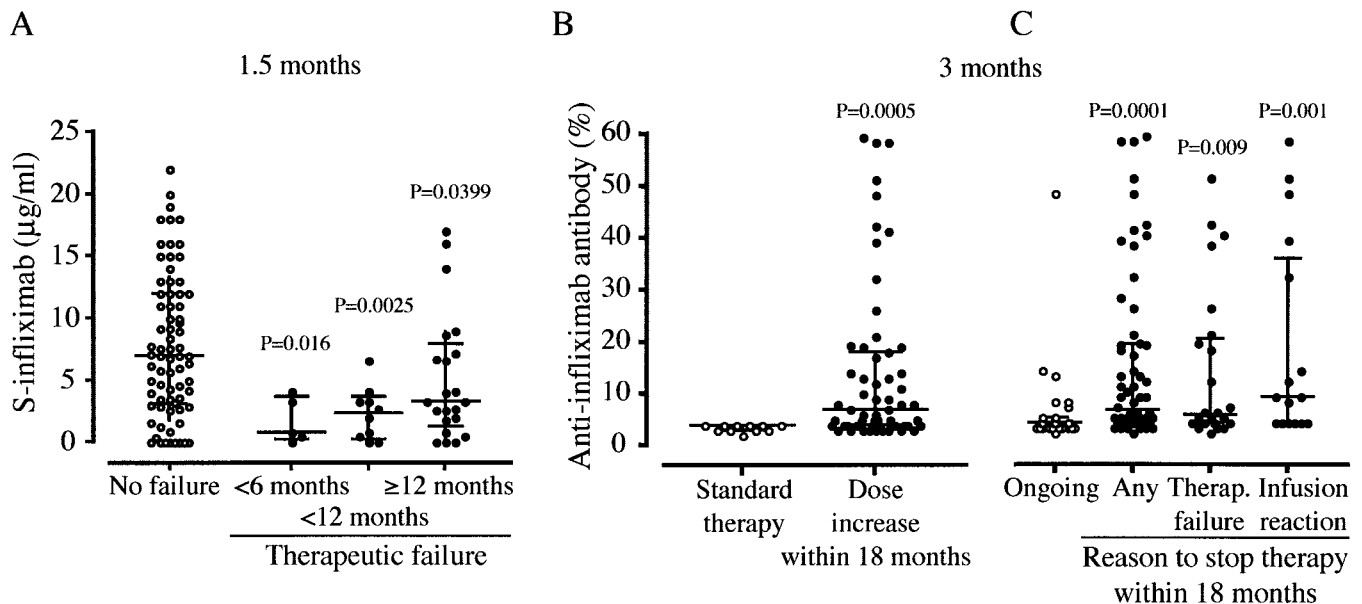 A
1.5 months
S-infliximab (μg/ml)
25
20
15
10
5
0
P=0.016
P=0.0025
P=0.0399
No failure
<6 months
≥12 months
<12 months
Therapeutic failure
B
C
3 months
Anti-infliximab antibody (%)
60
50
40
30
20
10
0
P=0.0005
Standard
therapy
Dose
increase
within 18 months
P=0.0001
P=0.009
P=0.001
Ongoing
Any
Therap.
failure
Infusion
reaction
Reason to stop therapy
within 18 months